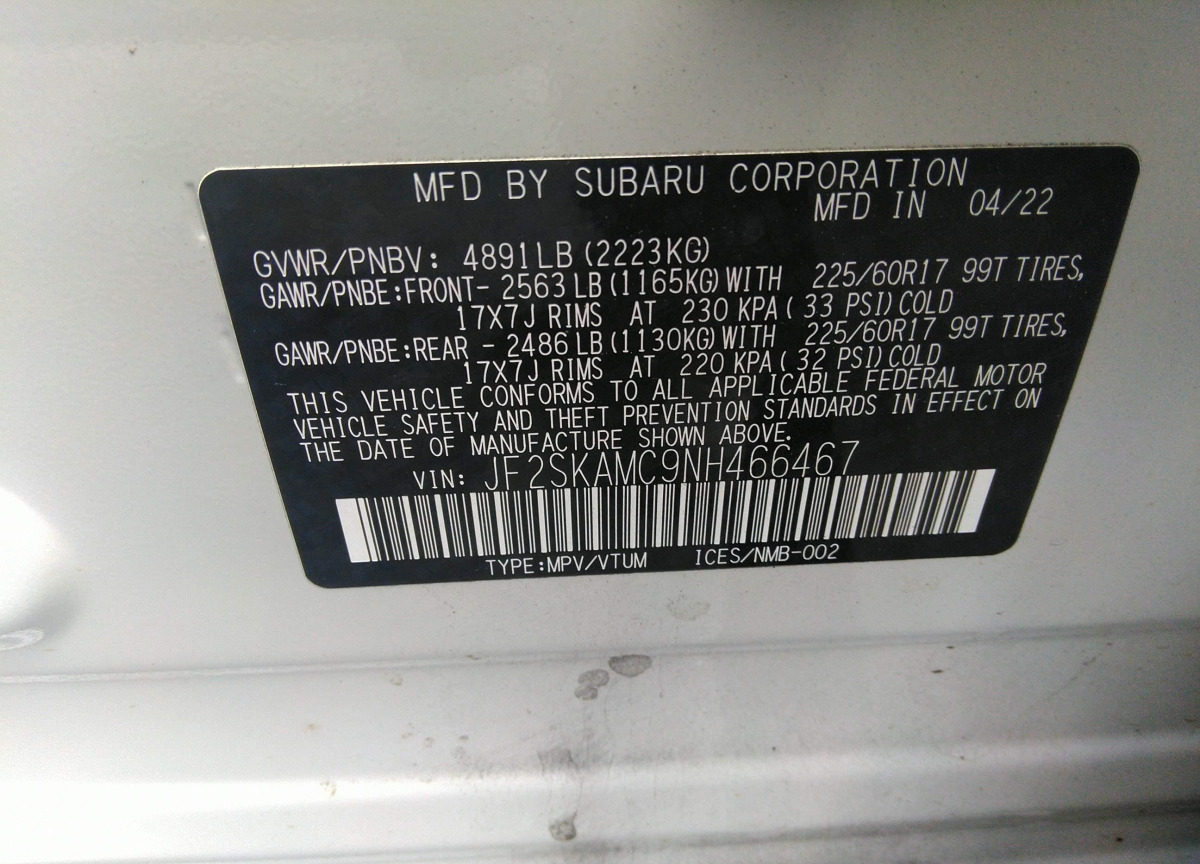 MFD BY SUBARU CORPORATION
MFD IN 04/22
GVWR/PNBV: 4891LB(2223KG)
GAWR/PNBE:FRONT- 2563LB(1165KG)WITH 225/60R17 99T TIRES,
17X7J RIMS AT 230 KPA( 33 PSI)COLD
GAWR/PNBE:REAR - 2486LB(1130KG)WITH 225/60R17 99T TIRES,
17X7J RIMS AT 220 KPA( 32 PSI)COLD
THIS VEHICLE CONFORMS TO ALL APPLICABLE FEDERAL MOTOR
VEHICLE SAFETY AND THEFT PREVENTION STANDARDS IN EFFECT ON
THE DATE OF MANUFACTURE SHOWN ABOVE.
VIN: JF2SKAMC9NH466467
TYPE:MPV/VTUM ICES/NMB-002